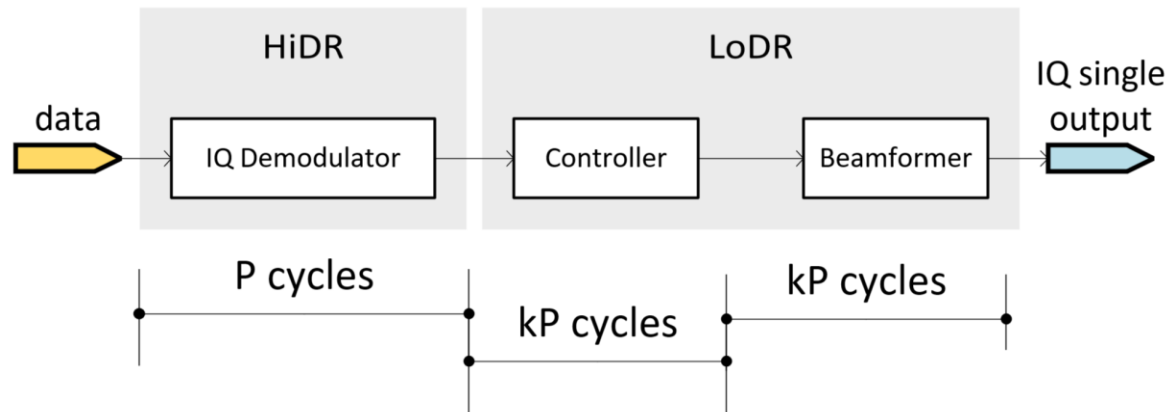 HiDR
LoDR
data
IQ single
output
IQ Demodulator
Controller
Beamformer
P cycles
kP cycles
kP cycles